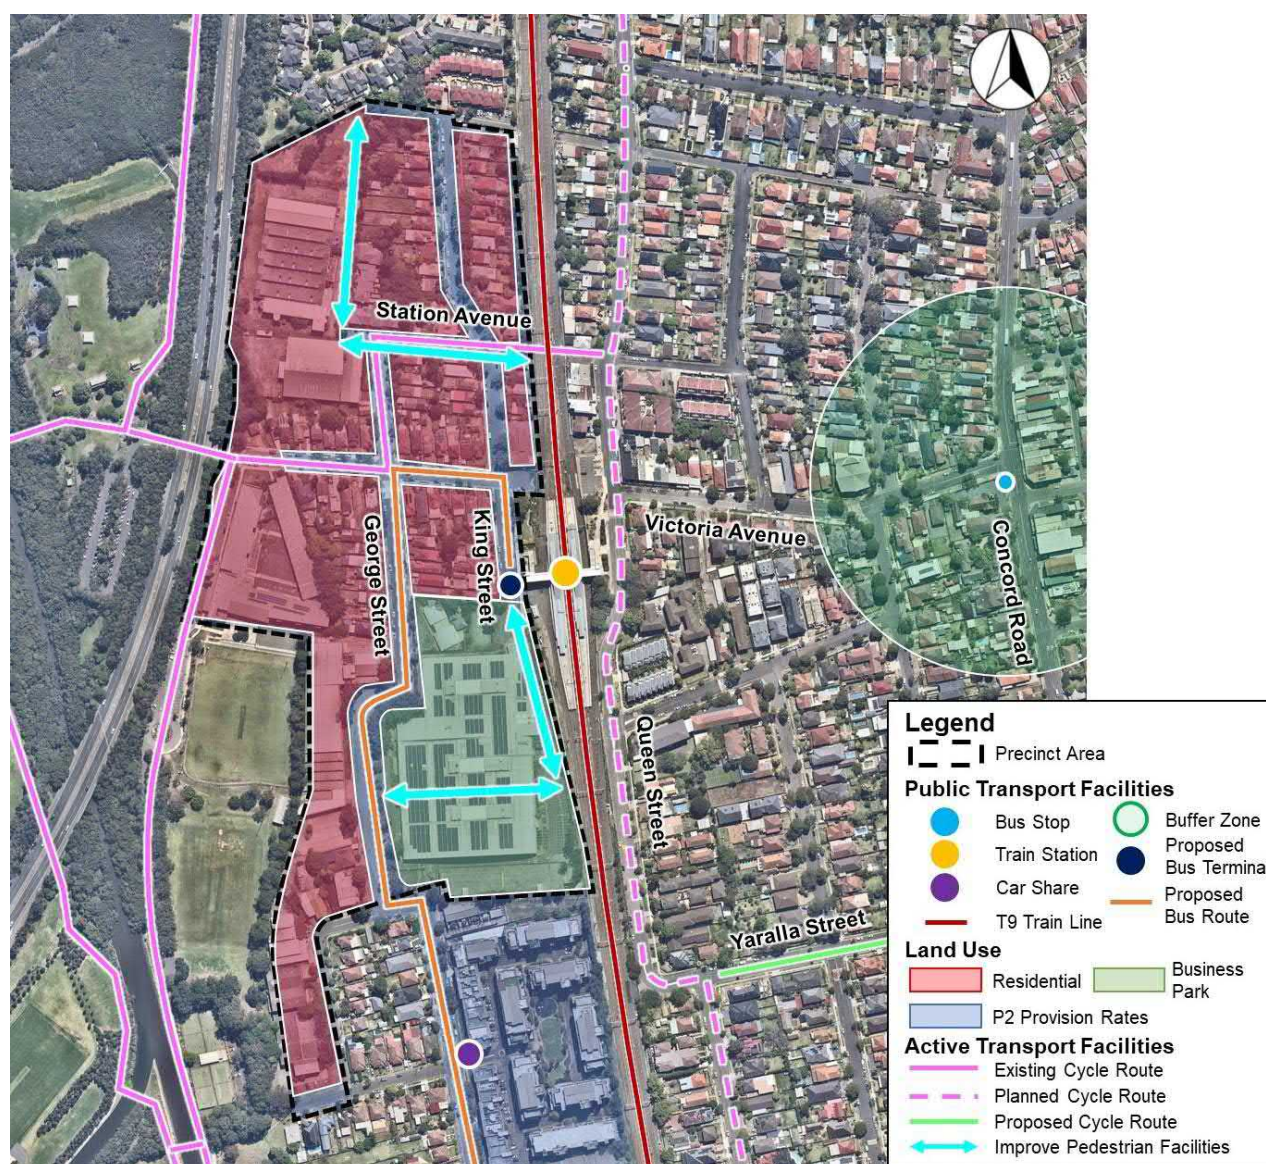 Station Avenue
Victoria Avenue
George Street
King Street
Concord Road
Queen Street
Yaralla Street
Legend
Precinct Area
Public Transport Facilities
Bus Stop
Buffer Zone
Train Station
Proposed
Bus Termina
Car Share
Proposed
Bus Route
T9 Train Line
Land Use
Residential
Business
Park
P2 Provision Rates
Active Transport Facilities
Existing Cycle Route
Planned Cycle Route
Proposed Cycle Route
Improve Pedestrian Facilities